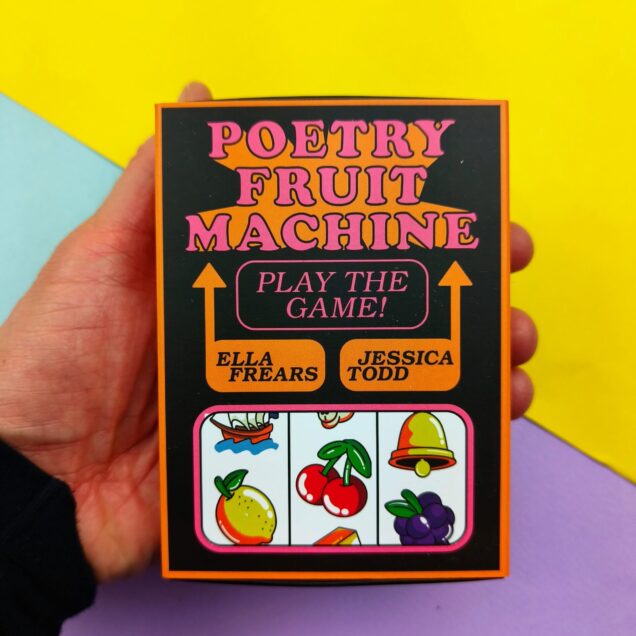 POETRY
FRUIT
MACHINE
PLAY THE
GAME!
ELLA
FREARS
JESSICA
TODD